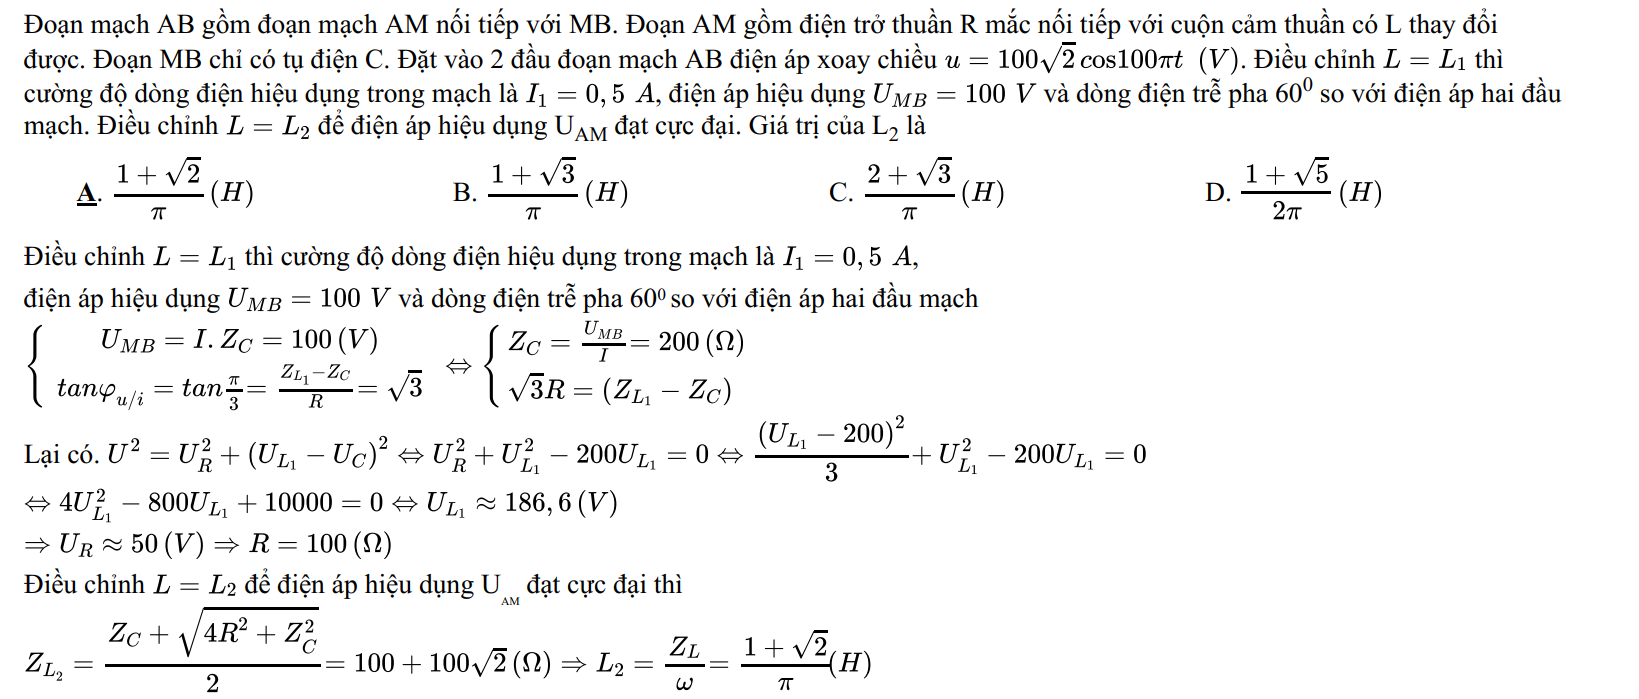 Đoạn mạch AB gồm đoạn mạch AM nối tiếp với MB. Đoạn AM gồm điện trở thuần R mắc nối tiếp với cuộn cảm thuần có L thay đổi
được. Đoạn MB chỉ có tụ điện C. Đặt vào 2 đầu đoạn mạch AB điện áp xoay chiều $u = 100\sqrt{2}cos100\pi t \ (V)$. Điều chỉnh $L = L_1$ thì
cường độ dòng điện hiệu dụng trong mạch là $I_1 = 0,5 \ A$, điện áp hiệu dụng $U_{MB} = 100 \ V$ và dòng điện trễ pha $60^0$ so với điện áp hai đầu
mạch. Điều chỉnh $L = L_2$ để điện áp hiệu dụng $U_{AM}$ đạt cực đại. Giá trị của $L_2$ là
A. $\frac{1+\sqrt{2}}{\pi}(H)$ B. $\frac{1+\sqrt{3}}{\pi}(H)$ C. $\frac{2+\sqrt{3}}{\pi}(H)$ D. $\frac{1+\sqrt{5}}{2\pi}(H)$
Điều chỉnh $L = L_1$ thì cường độ dòng điện hiệu dụng trong mạch là $I_1 = 0,5 \ A$,
điện áp hiệu dụng $U_{MB} = 100 \ V$ và dòng điện trễ pha $60^0$ so với điện áp hai đầu mạch
$\begin{cases} U_{MB} = I.Z_C = 100\,(V) \\ tan\varphi_{u/i} = tan\frac{\pi}{3} = \frac{Z_{L_1}-Z_C}{R} = \sqrt{3} \end{cases} \Leftrightarrow \begin{cases} Z_C = \frac{U_{MB}}{I} = 200\,(\Omega) \\ \sqrt{3}R = (Z_{L_1} - Z_C) \end{cases}$
Lại có. $U^2 = U_R^2 + (U_{L_1} - U_C)^2 \Leftrightarrow U_R^2 + U_{L_1}^2 - 200U_{L_1} = 0 \Leftrightarrow \frac{(U_{L_1}-200)^2}{3} + U_{L_1}^2 - 200U_{L_1} = 0$
$\Leftrightarrow 4U_{L_1}^2 - 800U_{L_1} + 10000 = 0 \Leftrightarrow U_{L_1} \approx 186,6\,(V)$
$\Rightarrow U_R \approx 50\,(V) \Rightarrow R = 100\,(\Omega)$
Điều chỉnh $L = L_2$ để điện áp hiệu dụng $U_{AM}$ đạt cực đại thì
$Z_{L_2} = \frac{Z_C+\sqrt{4R^2+Z_C^2}}{2} = 100 + 100\sqrt{2}\,(\Omega) \Rightarrow L_2 = \frac{Z_L}{\omega} = \frac{1+\sqrt{2}}{\pi}(H)$